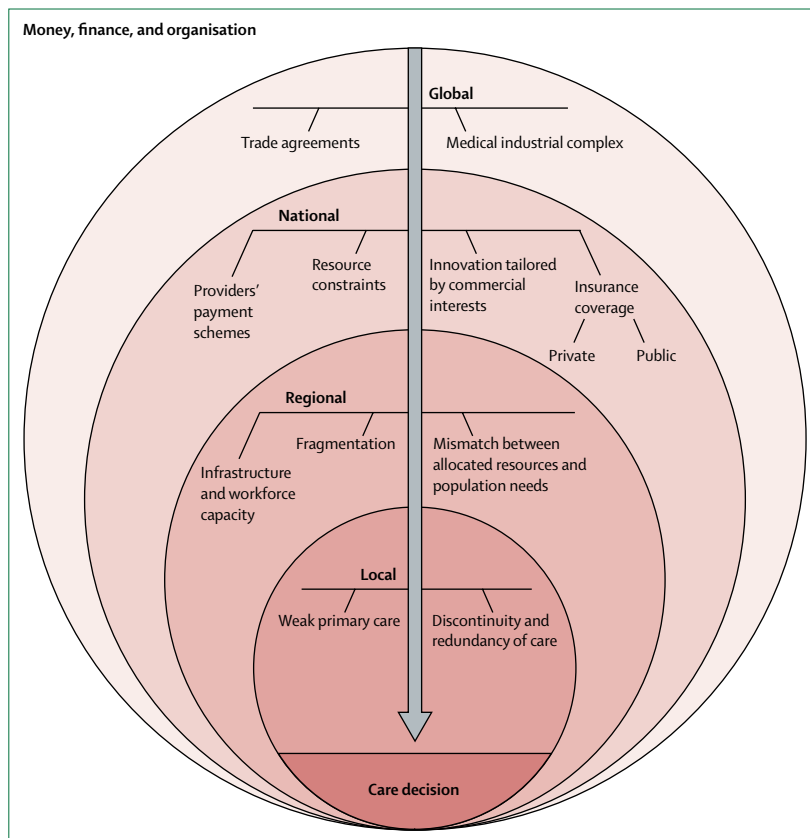 Money, finance, and organisation
Global
Trade agreements
Medical industrial complex
National
Providers’
payment
schemes
Resource
constraints
Innovation tailored
by commercial
interests
Insurance
coverage
Private
Public
Regional
Infrastructure
and workforce
capacity
Fragmentation
Mismatch between
allocated resources and
population needs
Local
Weak primary care
Discontinuity and
redundancy of care
Care decision